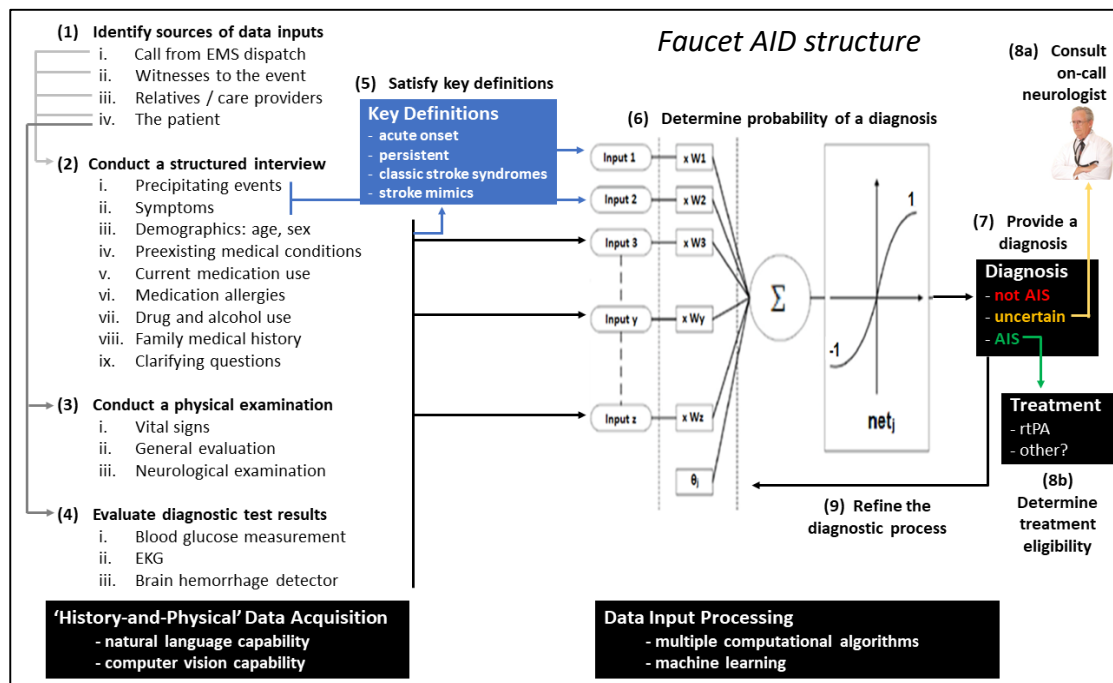 Faucet AID structure
(1) Identify sources of data inputs
i. Call from EMS dispatch
ii. Witnesses to the event
iii. Relatives / care providers
iv. The patient
(2) Conduct a structured interview
i. Precipitating events
ii. Symptoms
iii. Demographics: age, sex
iv. Preexisting medical conditions
v. Current medication use
vi. Medication allergies
vii. Drug and alcohol use
viii. Family medical history
ix. Clarifying questions
(3) Conduct a physical examination
i. Vital signs
ii. General evaluation
iii. Neurological examination
(4) Evaluate diagnostic test results
i. Blood glucose measurement
ii. EKG
iii. Brain hemorrhage detector
'History-and-Physical' Data Acquisition
- natural language capability
- computer vision capability
(5) Satisfy key definitions
Key Definitions
- acute onset
- persistent
- classic stroke syndromes
- stroke mimics
(6) Determine probability of a diagnosis
Input 1 x W1
Input 2 x W2
Input 3 x W3
Input y x Wy
Input z x Wz
θj
Σ
1
-1
netj
(7) Provide a
diagnosis
Diagnosis
- not AIS
- uncertain
- AIS
(8a) Consult
on-call
neurologist
Treatment
- rtPA
- other?
(8b)
Determine
treatment
eligibility
(9) Refine the
diagnostic process
Data Input Processing
- multiple computational algorithms
- machine learning